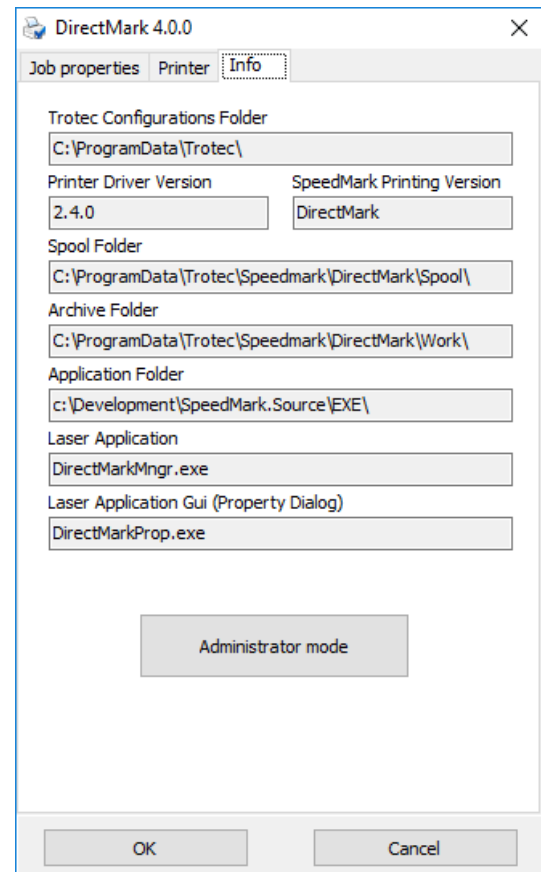 DirectMark 4.0.0
Job properties Printer Info
Trotec Configurations Folder
C:\ProgramData\Trotec\
Printer Driver Version SpeedMark Printing Version
2.4.0 DirectMark
Spool Folder
C:\ProgramData\Trotec\Speedmark\DirectMark\Spool\
Archive Folder
C:\ProgramData\Trotec\Speedmark\DirectMark\Work\
Application Folder
c:\Development\SpeedMark.Source\EXE\
Laser Application
DirectMarkMngr.exe
Laser Application Gui (Property Dialog)
DirectMarkProp.exe
Administrator mode
OK Cancel